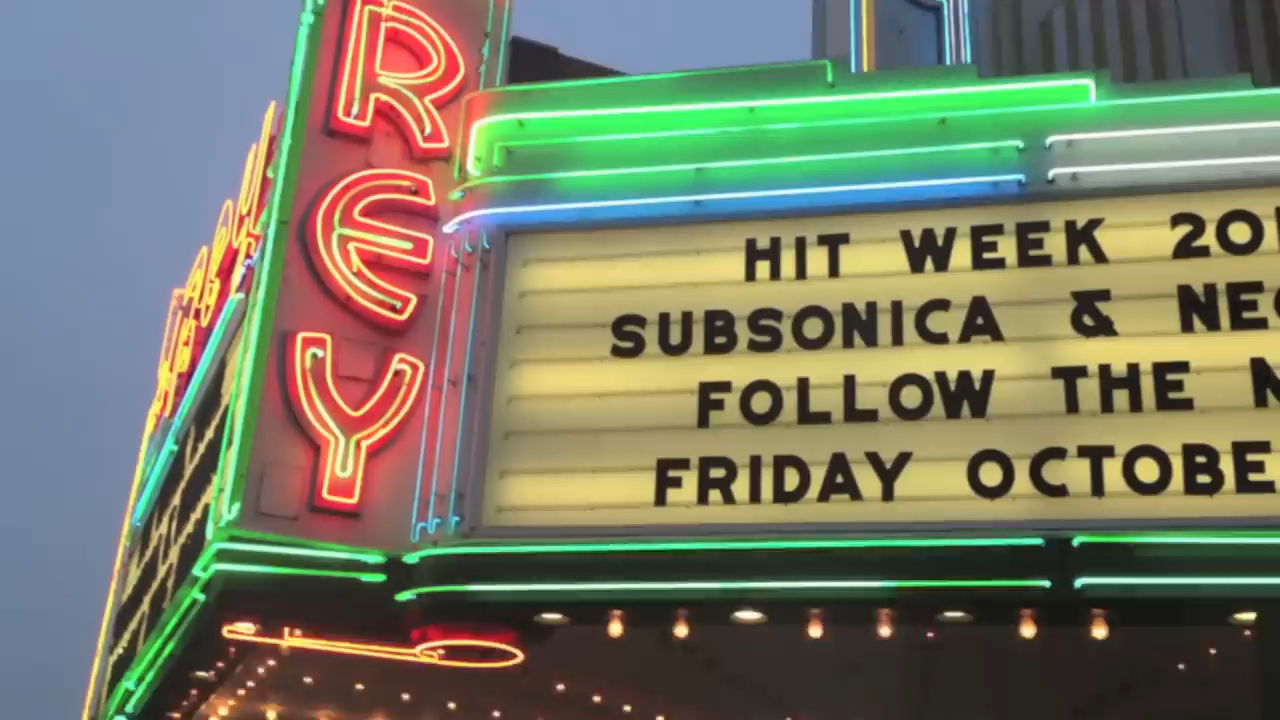 REY
HIT WEEK 20
SUBSONICA & NE
FOLLOW THE
FRIDAY OCTOBE